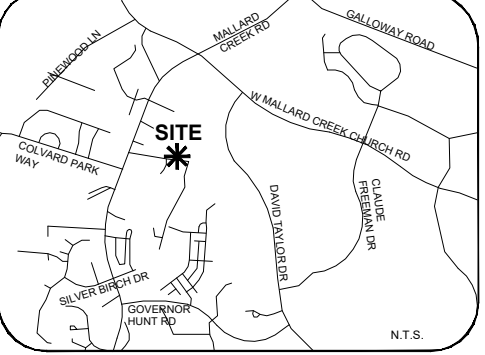 MALLARD
CREEK RD
GALLOWAY ROAD
PINEWOOD LN
W MALLARD CREEK CHURCH RD
SITE
COLVARD PARK
WAY
CLAUDE
FREEMAN DR
DAVID TAYLOR DR
SILVER BIRCH DR
GOVERNOR
HUNT RD
N.T.S.